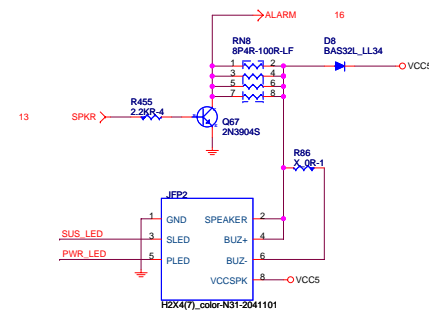 ALARM 16
RN8
8P4R-100R-LF
D8
BAS32L_LL34
1 2
3 4
5 6
7 8
VCC5
R455
2.2KR-4
13 SPKR
Q67
2N3904S
R86
X_0R-1
JFP2
1 GND SPEAKER 2
SUS_LED 3 SLED BUZ+ 4
PWR_LED 5 PLED BUZ- 6
VCCSPK 8 VCC5
H2X4(7)_color-N31-2041101